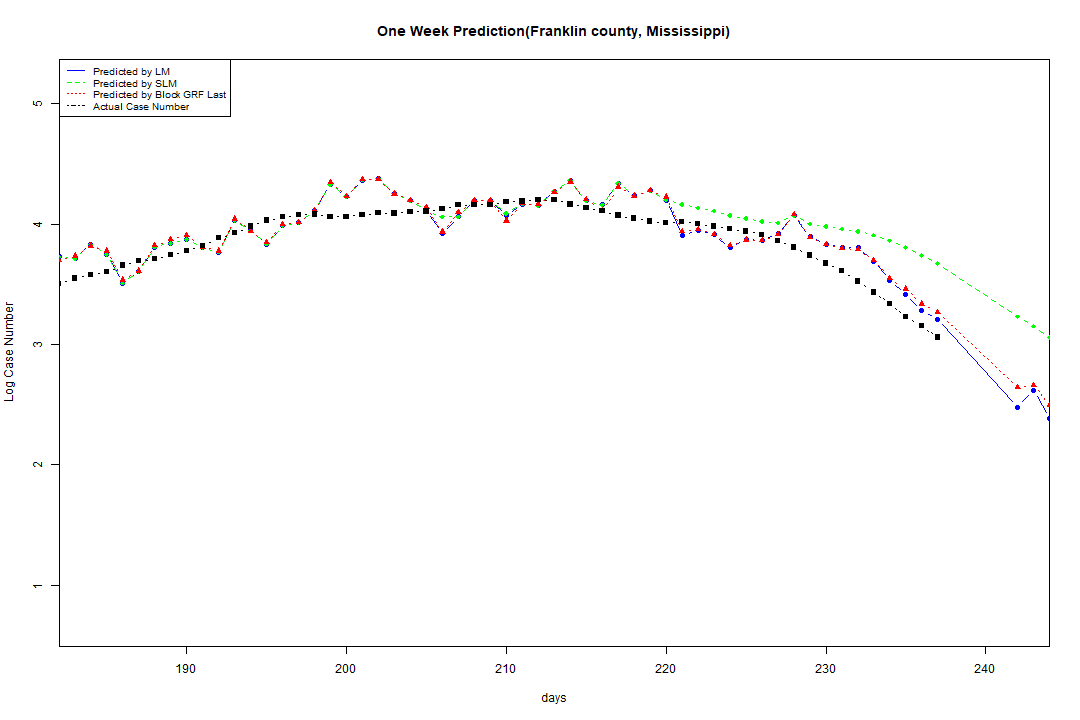 One Week Prediction(Franklin county, Mississippi)
Predicted by LM
Predicted by SLM
Predicted by Block GRF Last
Actual Case Number
5
4
3
2
1
Log Case Number
190
200
210
220
230
240
days